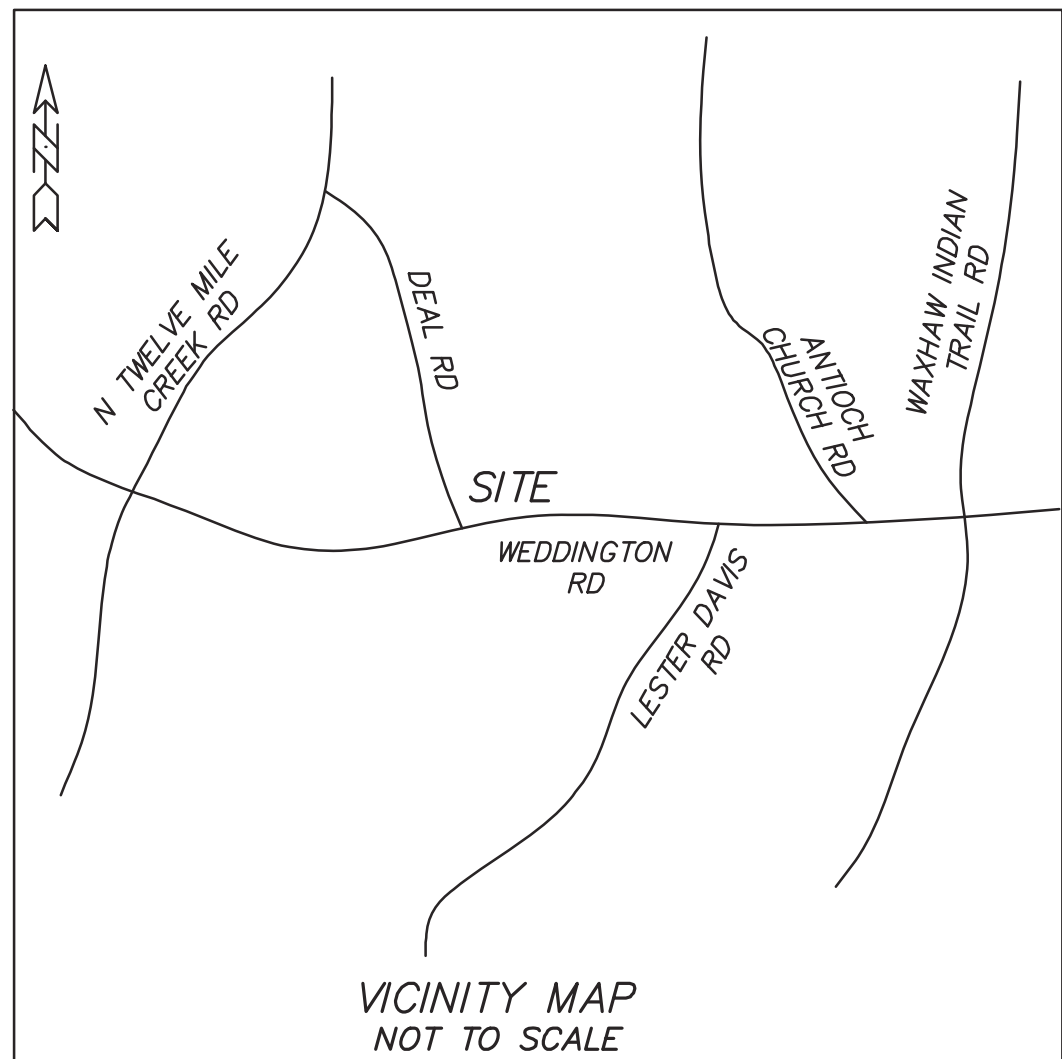 N
N TWELVE MILE
CREEK RD
DEAL RD
ANTIOCH
CHURCH RD
WAXHAW INDIAN
TRAIL RD
SITE
WEDDINGTON
RD
LESTER DAVIS
RD
VICINITY MAP
NOT TO SCALE